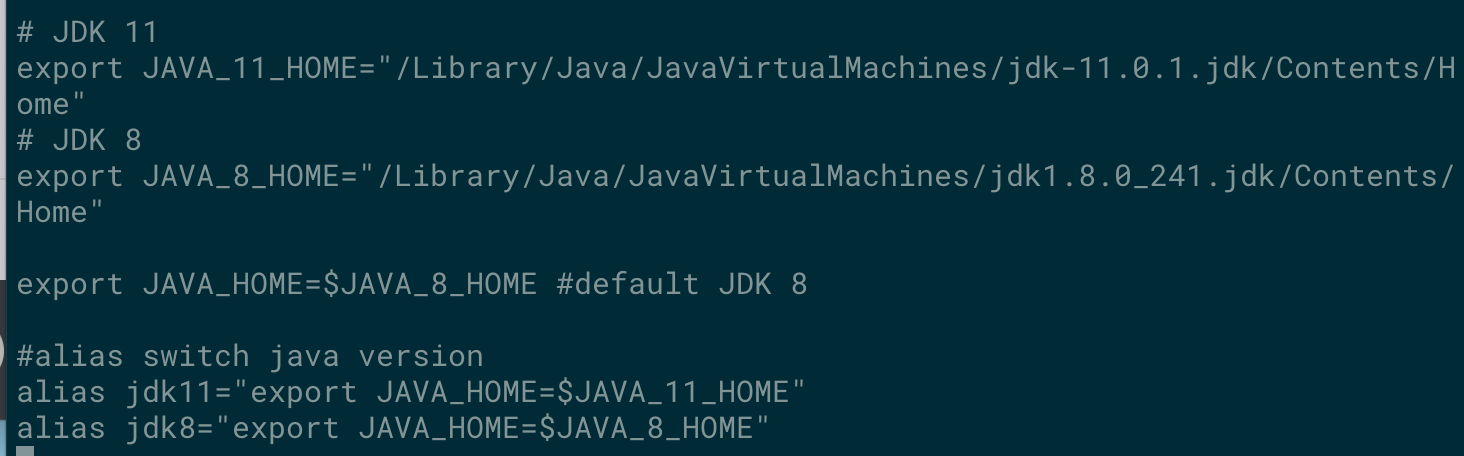 # JDK 11
export JAVA_11_HOME="/Library/Java/JavaVirtualMachines/jdk-11.0.1.jdk/Contents/H
ome"
# JDK 8
export JAVA_8_HOME="/Library/Java/JavaVirtualMachines/jdk1.8.0_241.jdk/Contents/
Home"

export JAVA_HOME=$JAVA_8_HOME #default JDK 8

#alias switch java version
alias jdk11="export JAVA_HOME=$JAVA_11_HOME"
alias jdk8="export JAVA_HOME=$JAVA_8_HOME"